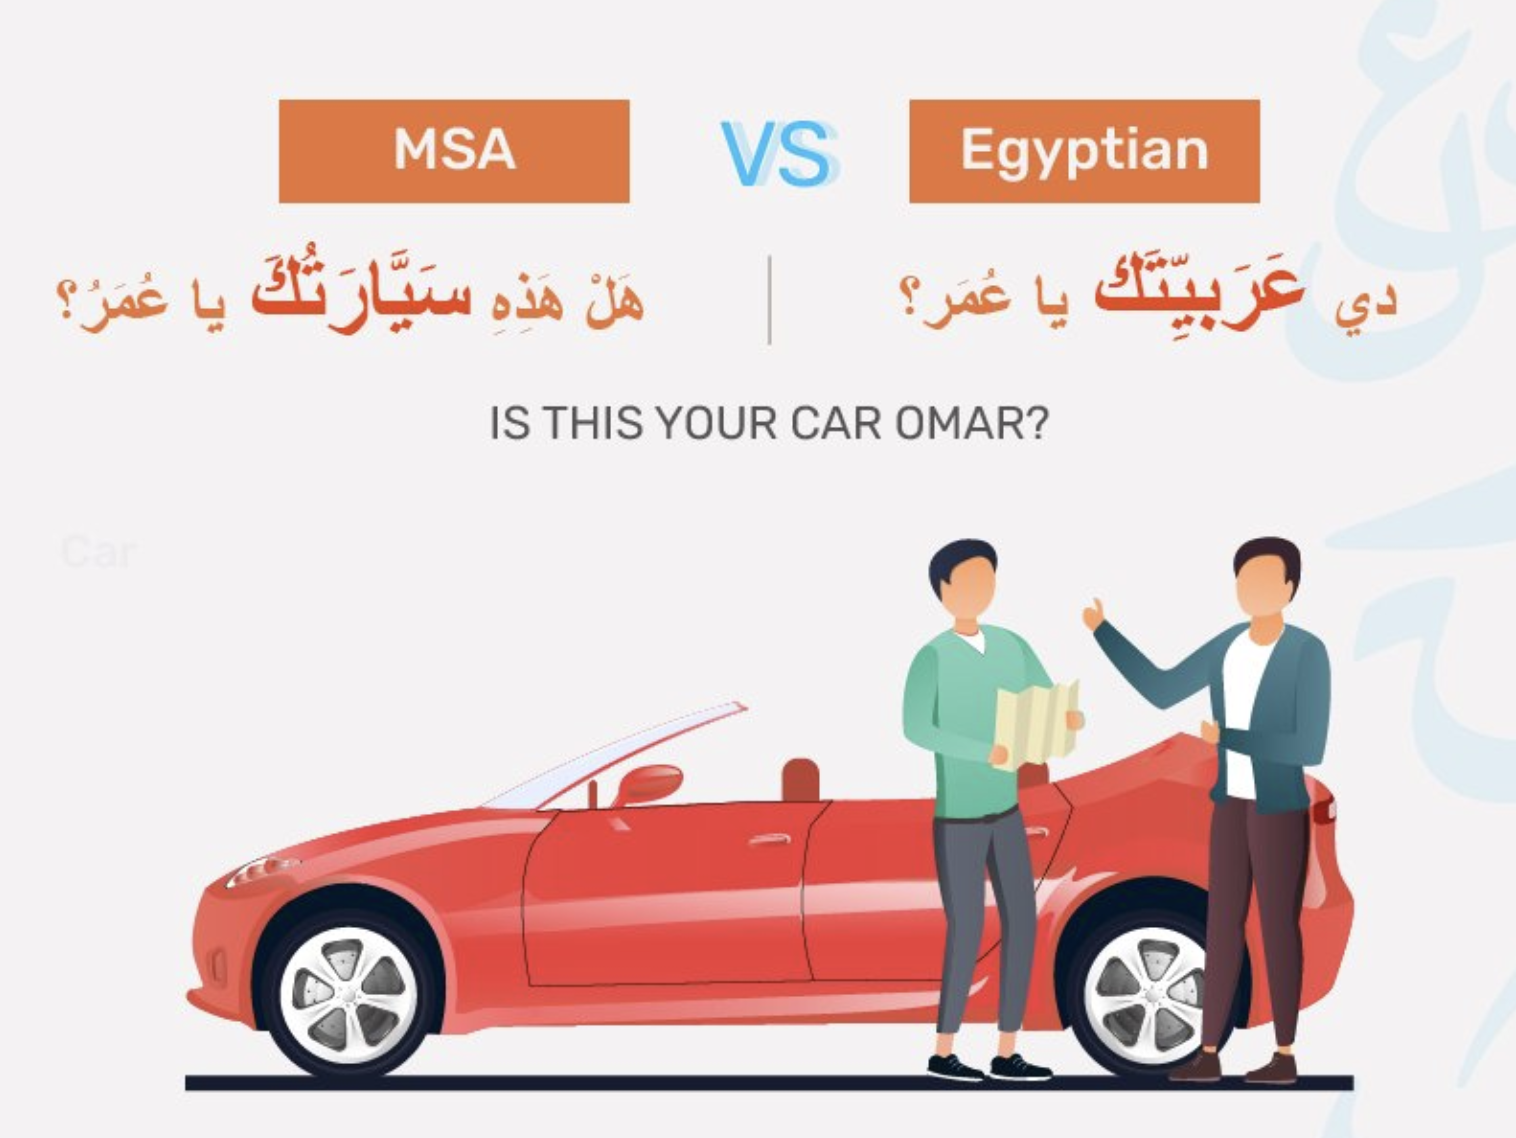 MSA VS Egyptian
هَلْ هَذِهِ سَيَّارَتُكَ يا عُمَرُ؟
دي عَرَبيِّتَك يا عُمَر؟
IS THIS YOUR CAR OMAR?
Car